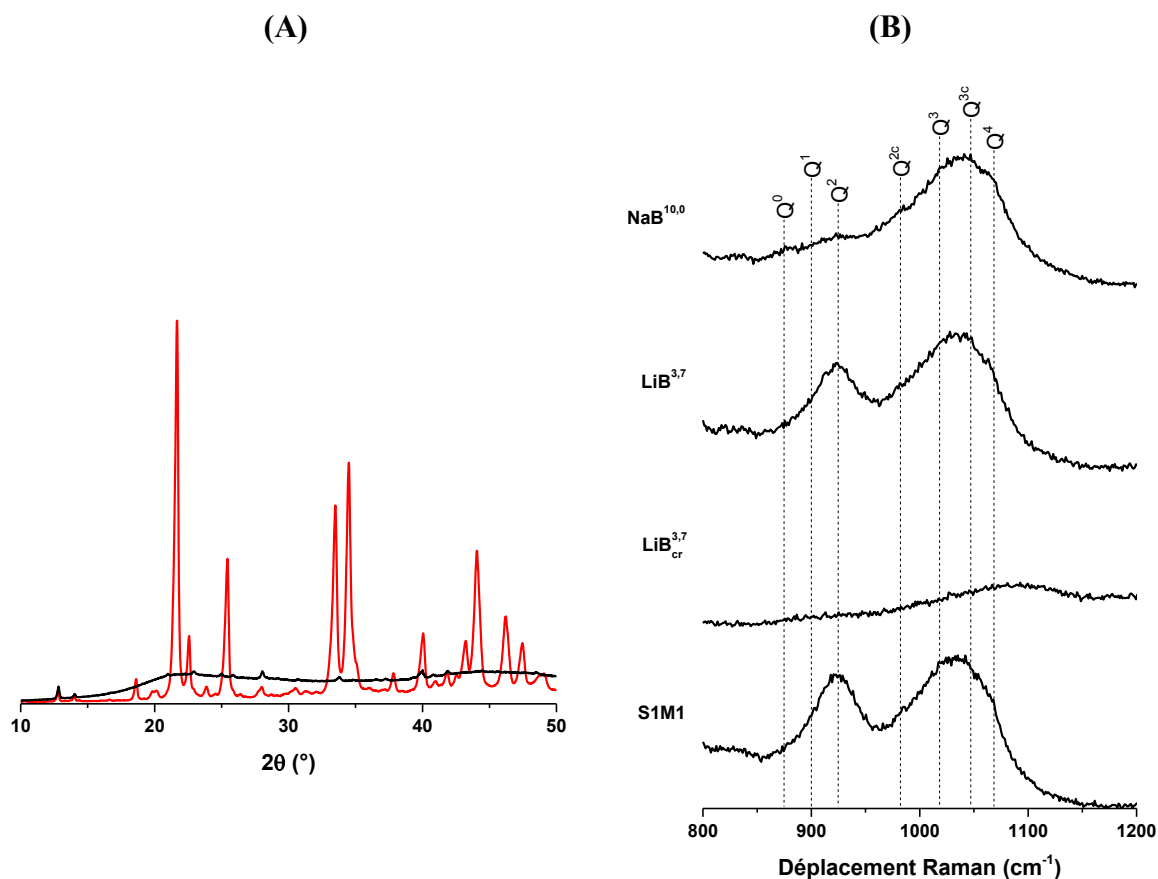 (A)
(B)
Q⁰
Q¹
Q²
Q²ᶜ
Q³
Q³ᶜ
Q⁴
NaB¹⁰,⁰
LiB³,⁷
LiB³,⁷cr
S1M1
10 20 30 40 50
2θ (°)
800 900 1000 1100 1200
Déplacement Raman (cm⁻¹)